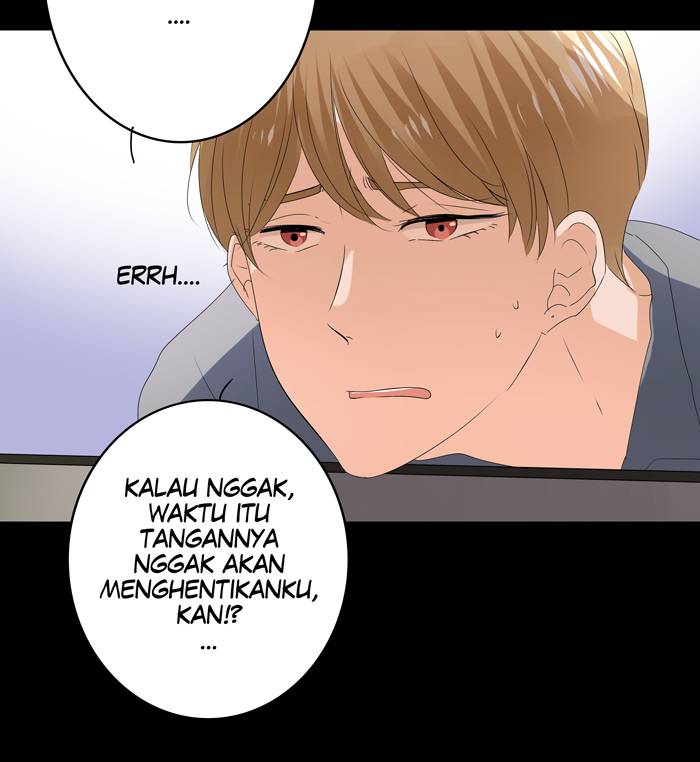 ....
ERRH....
KALAU NGGAK,
WAKTU ITU
TANGANNYA
NGGAK AKAN
MENGHENTIKANKU,
KAN!?
...